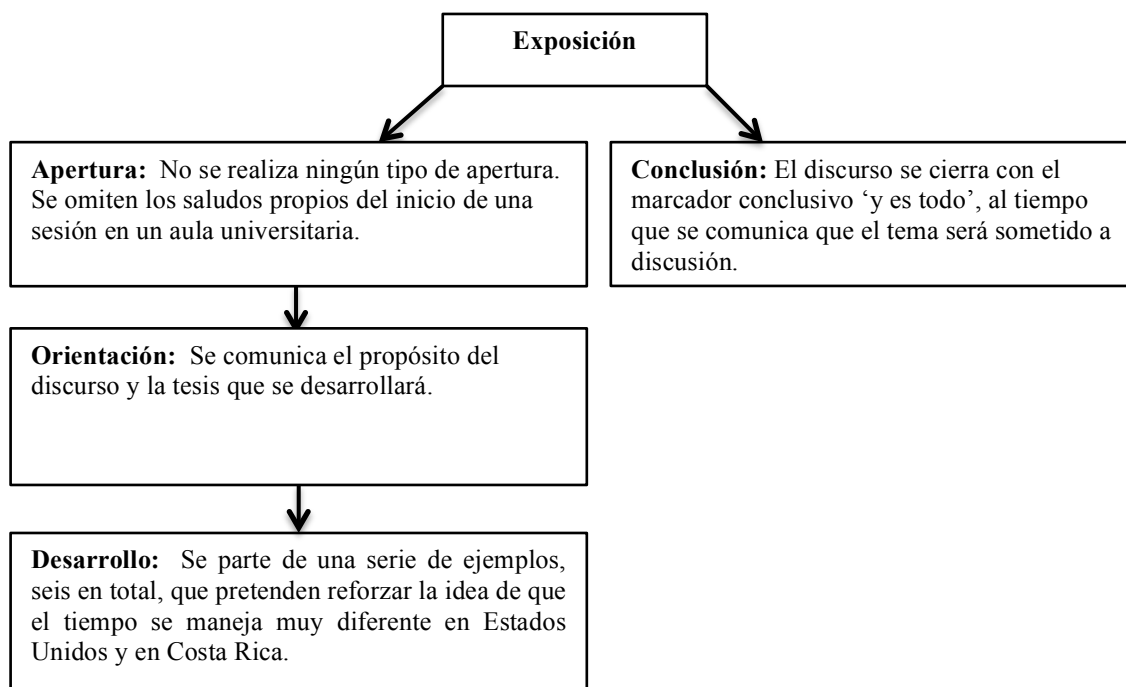 Exposición
Apertura: No se realiza ningún tipo de apertura.
Se omiten los saludos propios del inicio de una
sesión en un aula universitaria.
Orientación: Se comunica el propósito del
discurso y la tesis que se desarrollará.
Desarrollo: Se parte de una serie de ejemplos,
seis en total, que pretenden reforzar la idea de que
el tiempo se maneja muy diferente en Estados
Unidos y en Costa Rica.
Conclusión: El discurso se cierra con el
marcador conclusivo ‘y es todo’, al tiempo
que se comunica que el tema será sometido a
discusión.